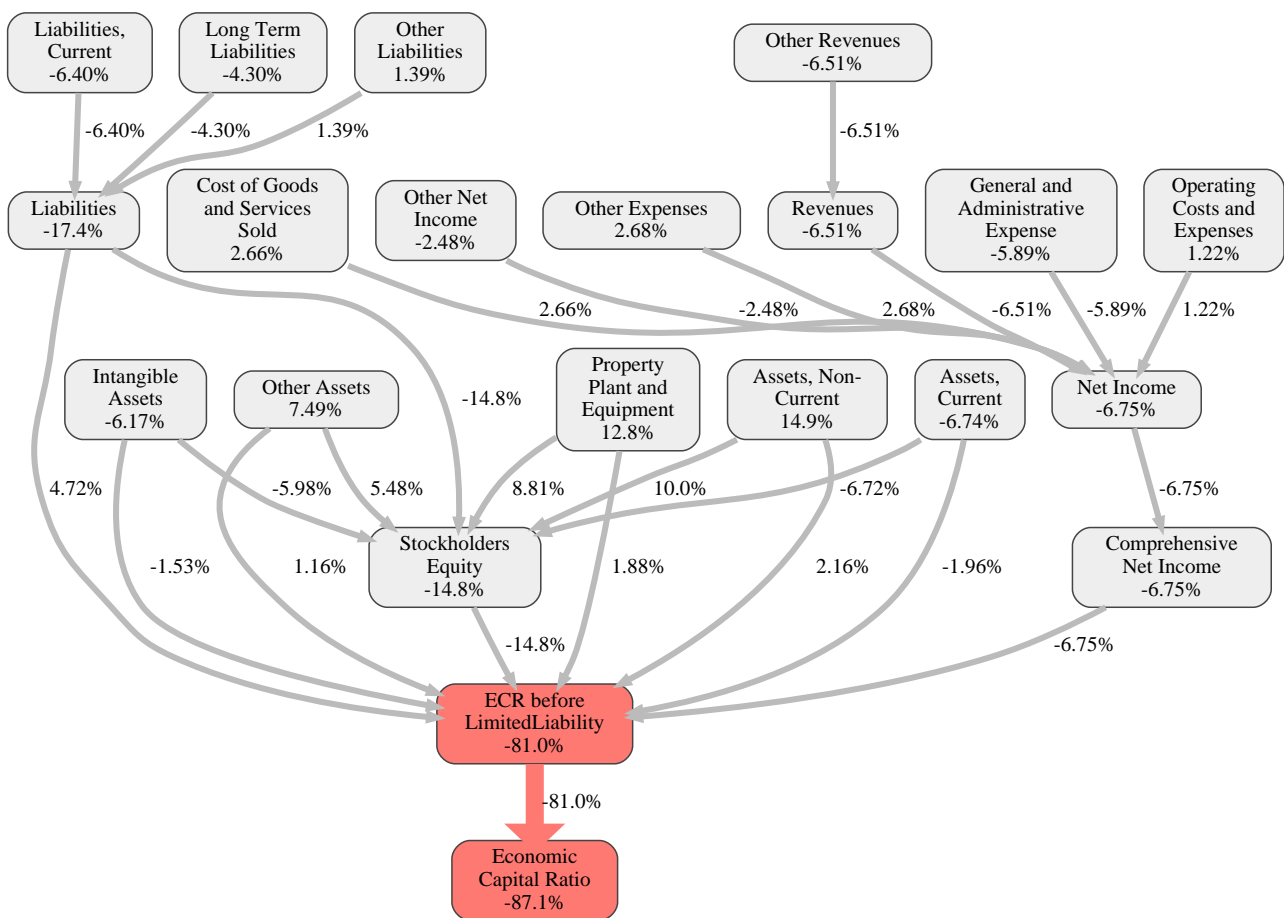 Liabilities,
Current
-6.40%
Long Term
Liabilities
-4.30%
Other
Liabilities
1.39%
Other Revenues
-6.51%
-6.40%
-4.30%
1.39%
-6.51%
Liabilities
-17.4%
Cost of Goods
and Services
Sold
2.66%
Other Net
Income
-2.48%
Other Expenses
2.68%
Revenues
-6.51%
General and
Administrative
Expense
-5.89%
Operating
Costs and
Expenses
1.22%
2.66%
-2.48%
2.68%
-6.51%
-5.89%
1.22%
Intangible
Assets
-6.17%
Other Assets
7.49%
-14.8%
Property
Plant and
Equipment
12.8%
Assets, Non-
Current
14.9%
Assets,
Current
-6.74%
Net Income
-6.75%
4.72%
-5.98%
5.48%
8.81%
10.0%
-6.72%
-6.75%
Stockholders
Equity
-14.8%
Comprehensive
Net Income
-6.75%
-1.53%
1.16%
1.88%
2.16%
-1.96%
-14.8%
-6.75%
ECR before
LimitedLiability
-81.0%
-81.0%
Economic
Capital Ratio
-87.1%